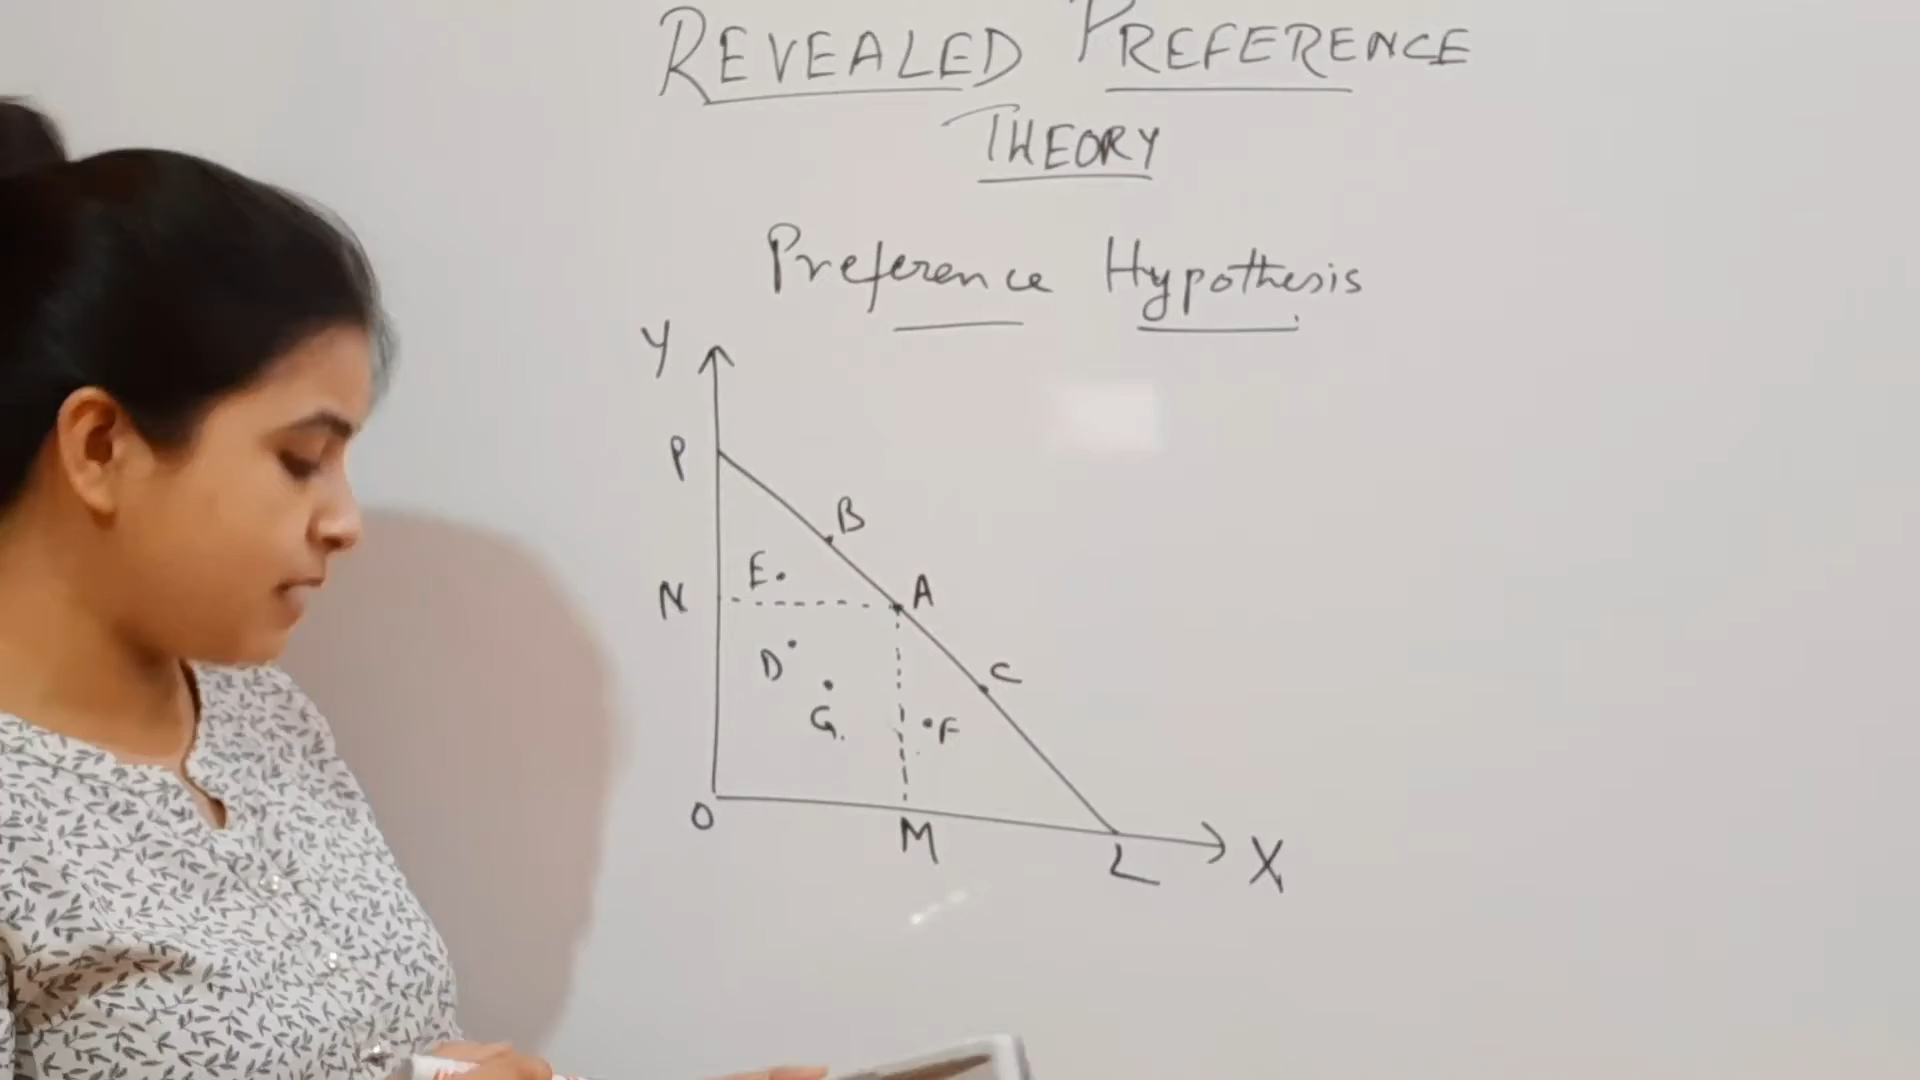 REVEALED PREFERENCE
THEORY
Preference Hypothesis
Y
P
B
E
N
A
D
C
G
F
O
M
L
X